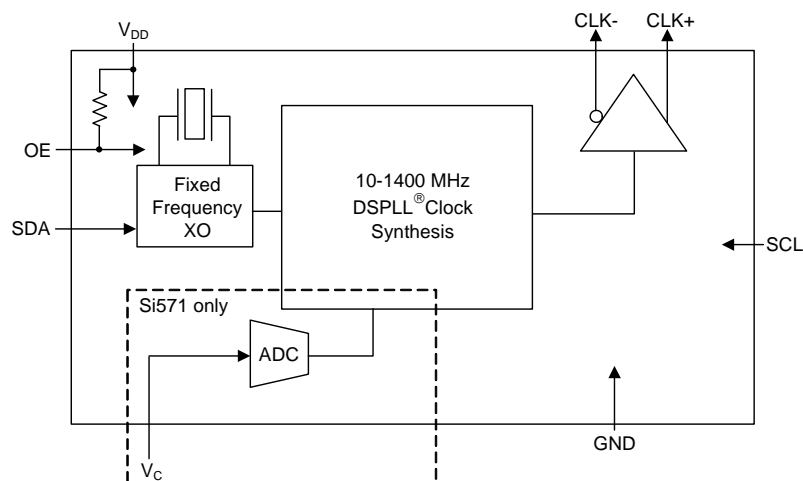 CLK- CLK+
VDD
OE
Fixed
Frequency
XO
10-1400 MHz
DSPLL® Clock
Synthesis
SDA
SCL
Si571 only
ADC
GND
VC